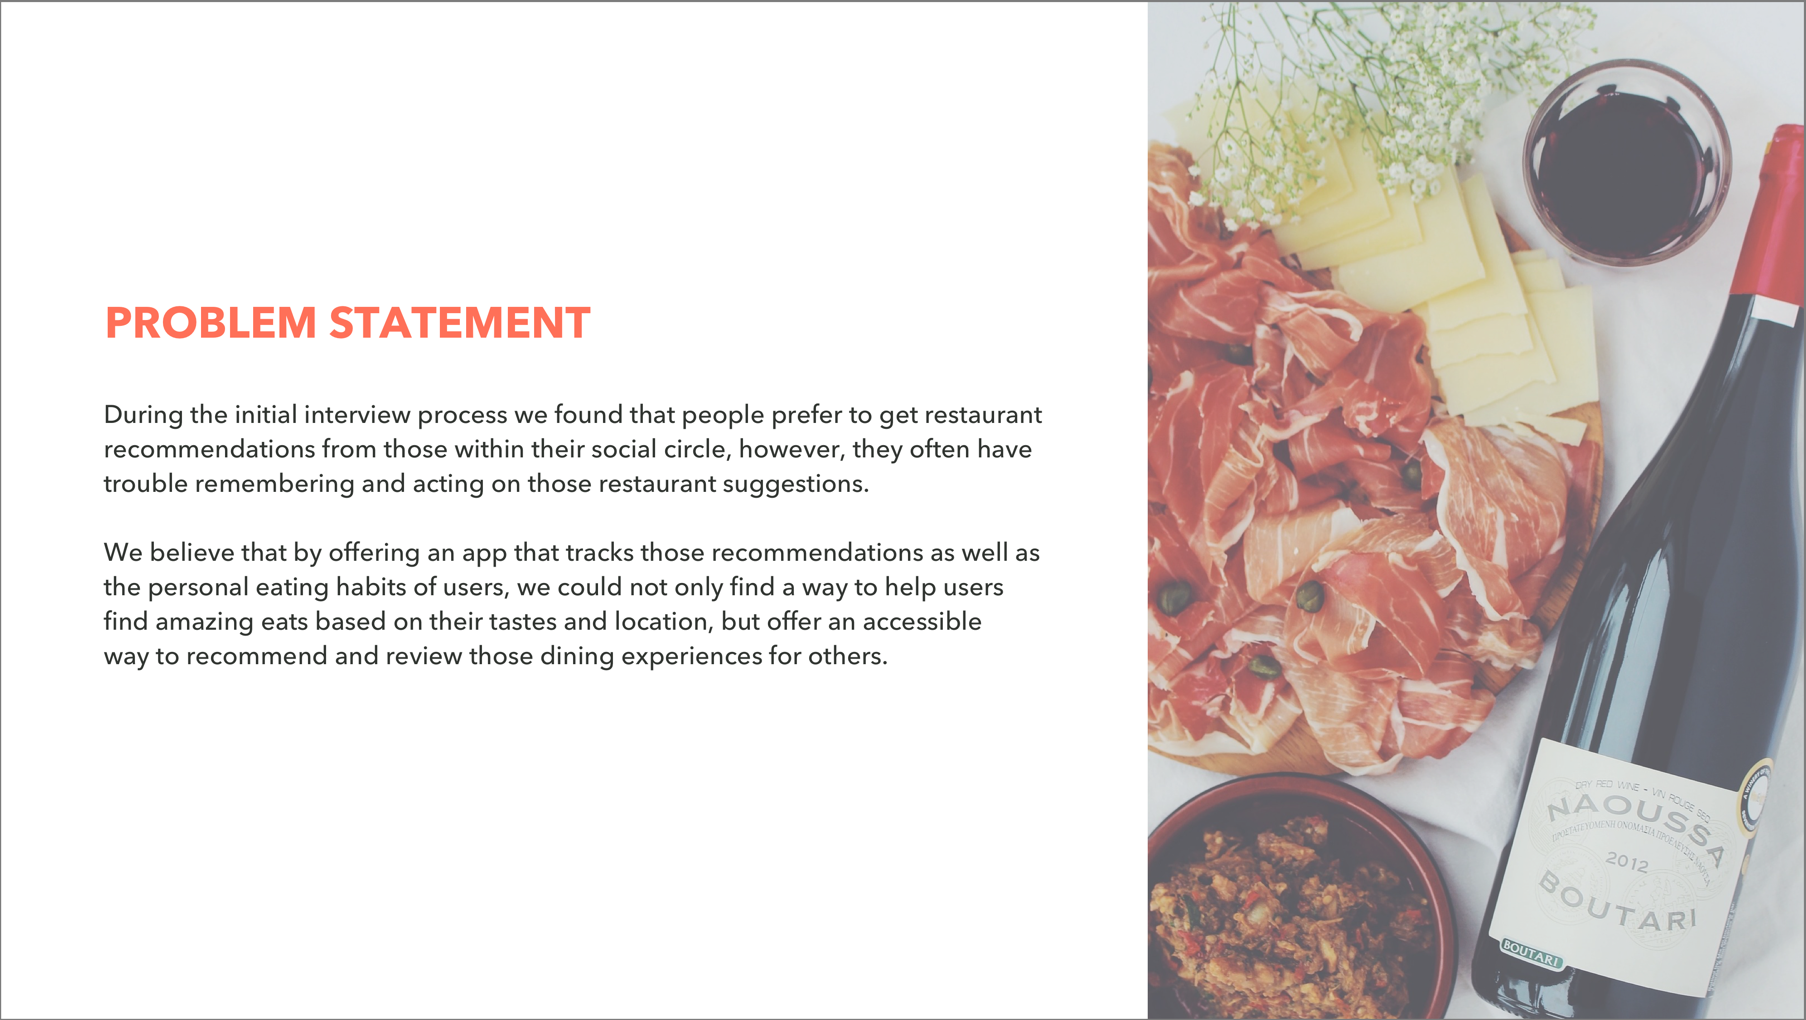 PROBLEM STATEMENT
During the initial interview process we found that people prefer to get restaurant
recommendations from those within their social circle, however, they often have
trouble remembering and acting on those restaurant suggestions.
We believe that by offering an app that tracks those recommendations as well as
the personal eating habits of users, we could not only find a way to help users
find amazing eats based on their tastes and location, but offer an accessible
way to recommend and review those dining experiences for others.
DRY RED WINE - VIN ROUGE SEC
NAOUSSA
2012
BOUTARI
BOUTARI